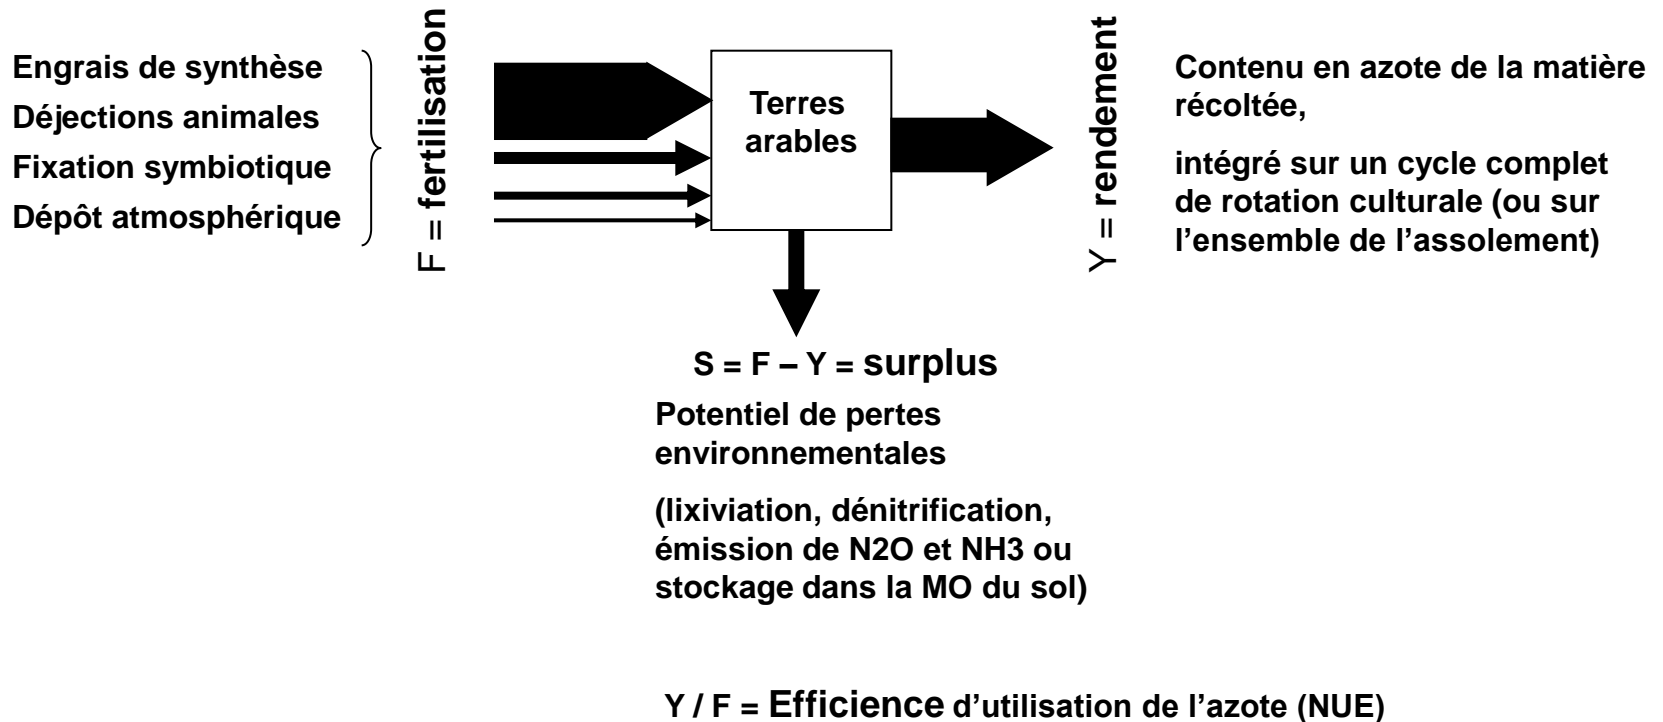 Engrais de synthèse
Déjections animales
Fixation symbiotique
Dépôt atmosphérique
F = fertilisation
Terres
arables
Y = rendement
Contenu en azote de la matière
récoltée,
intégré sur un cycle complet
de rotation culturale (ou sur
l’ensemble de l’assolement)
S = F – Y = surplus
Potentiel de pertes
environnementales
(lixiviation, dénitrification,
émission de N2O et NH3 ou
stockage dans la MO du sol)
Y / F = Efficience d’utilisation de l’azote (NUE)